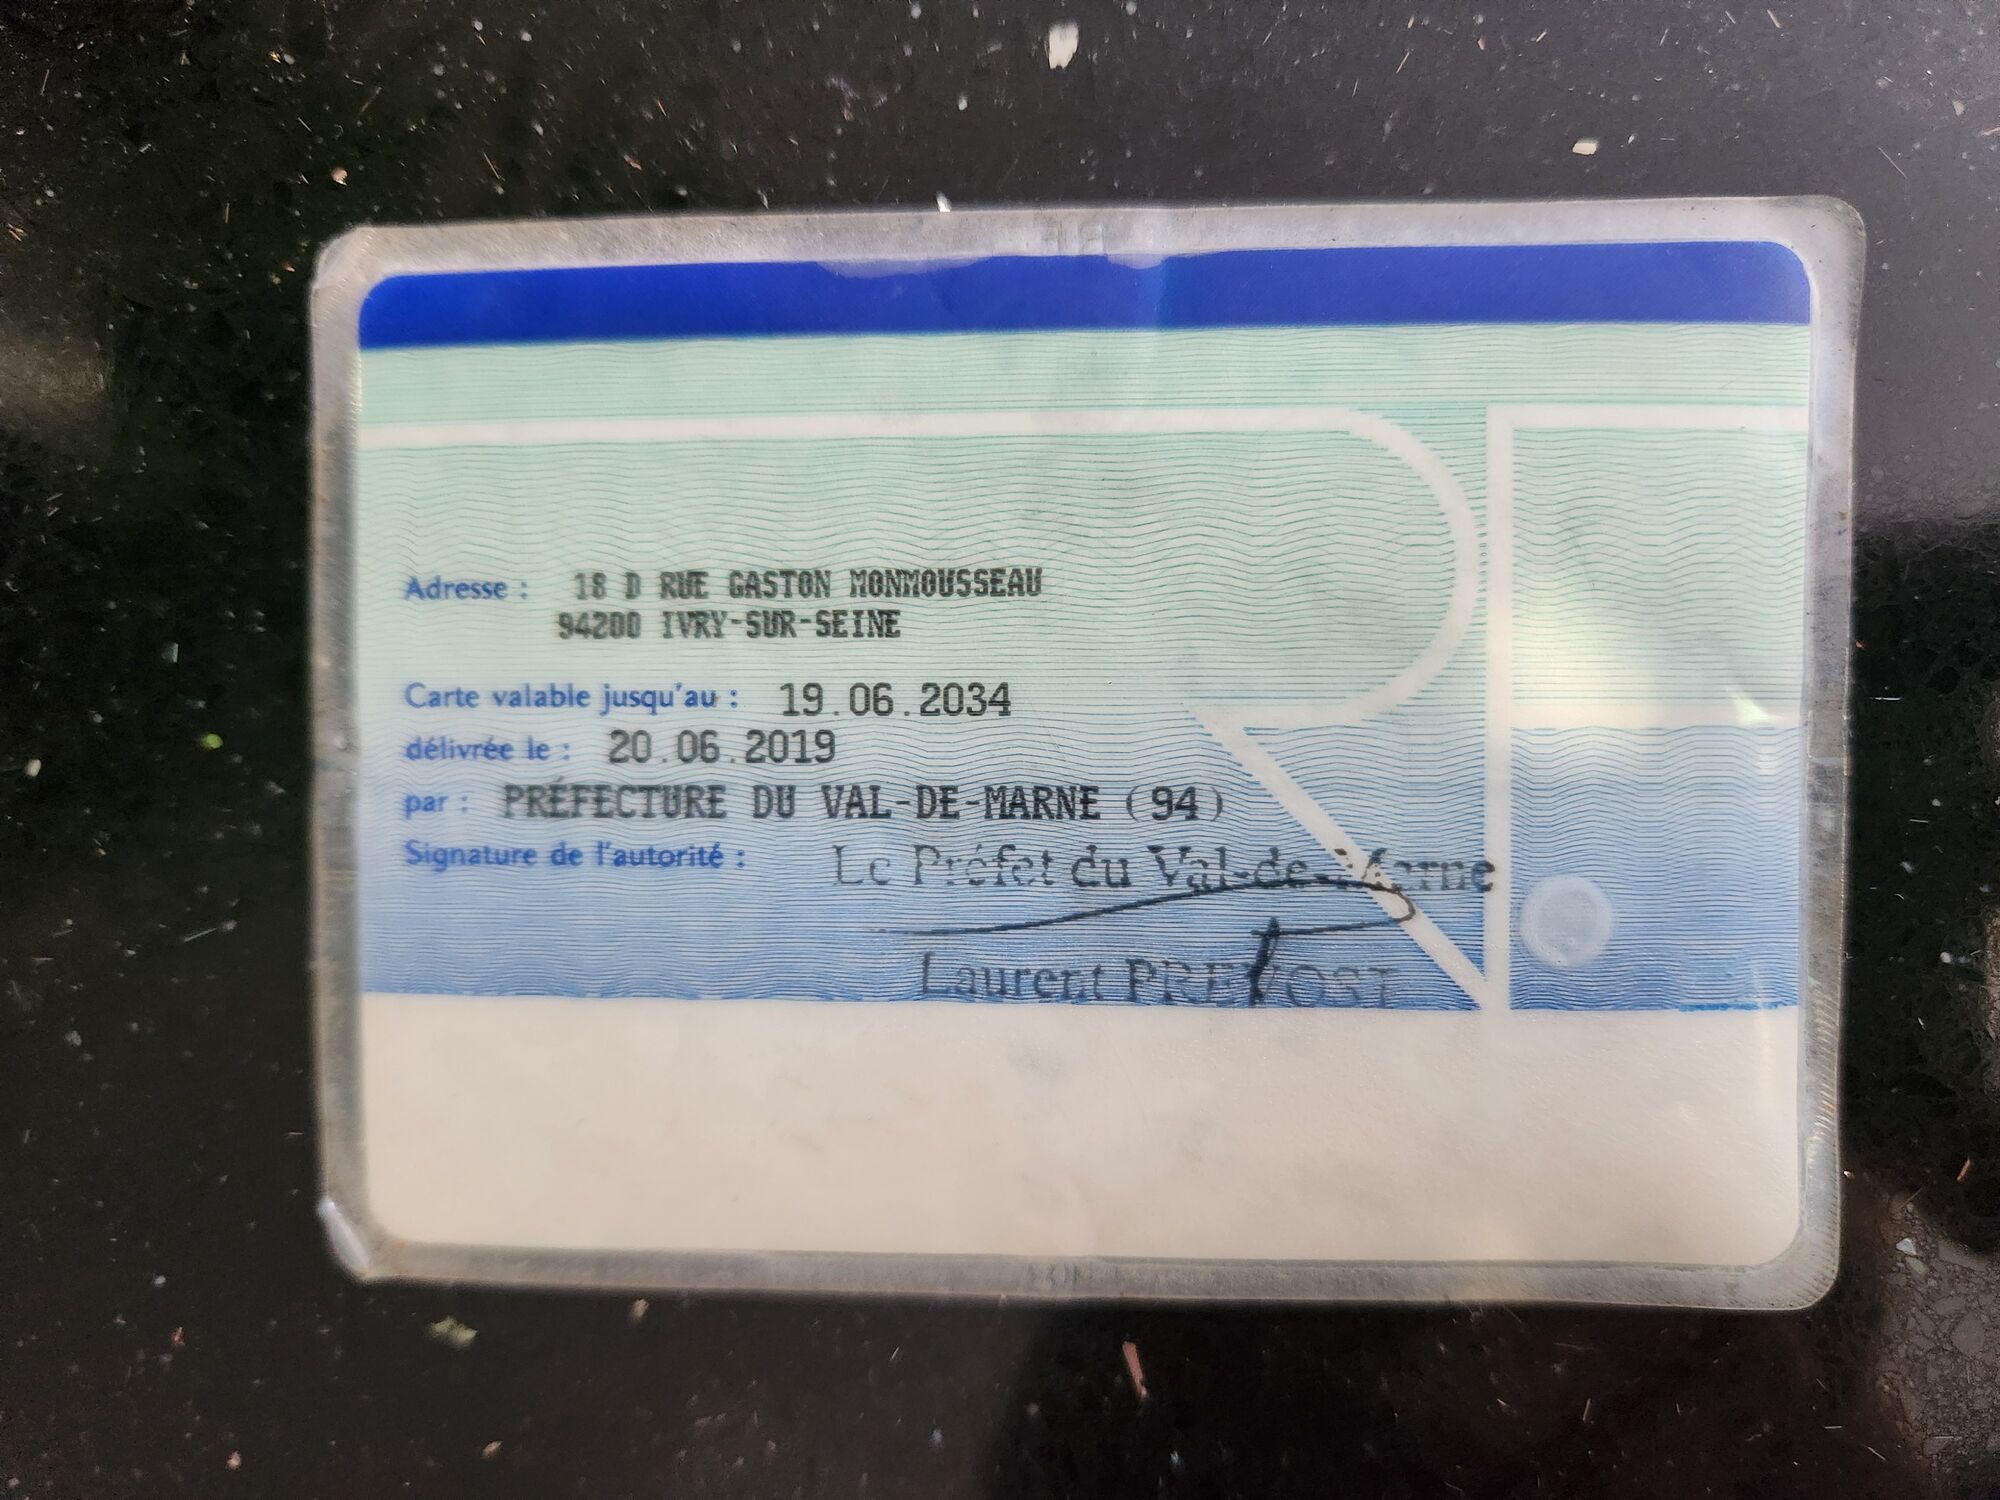 Adresse : 18 D RUE GASTON MONMOUSSEAU
94200 IVRY-SUR-SEINE
Carte valable jusqu'au : 19.06.2034
délivrée le : 20.06.2019
par : PRÉFECTURE DU VAL-DE-MARNE (94)
Signature de l'autorité : Le Préfet du Val-de-Marne
Laurent PREVOST
RF